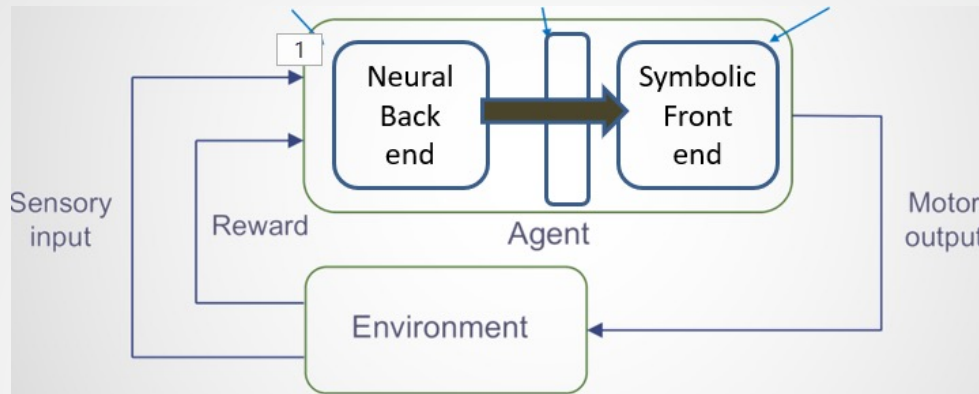 1
Neural
Back
end
Symbolic
Front
end
Sensory
input
Reward
Agent
Motor
output
Environment